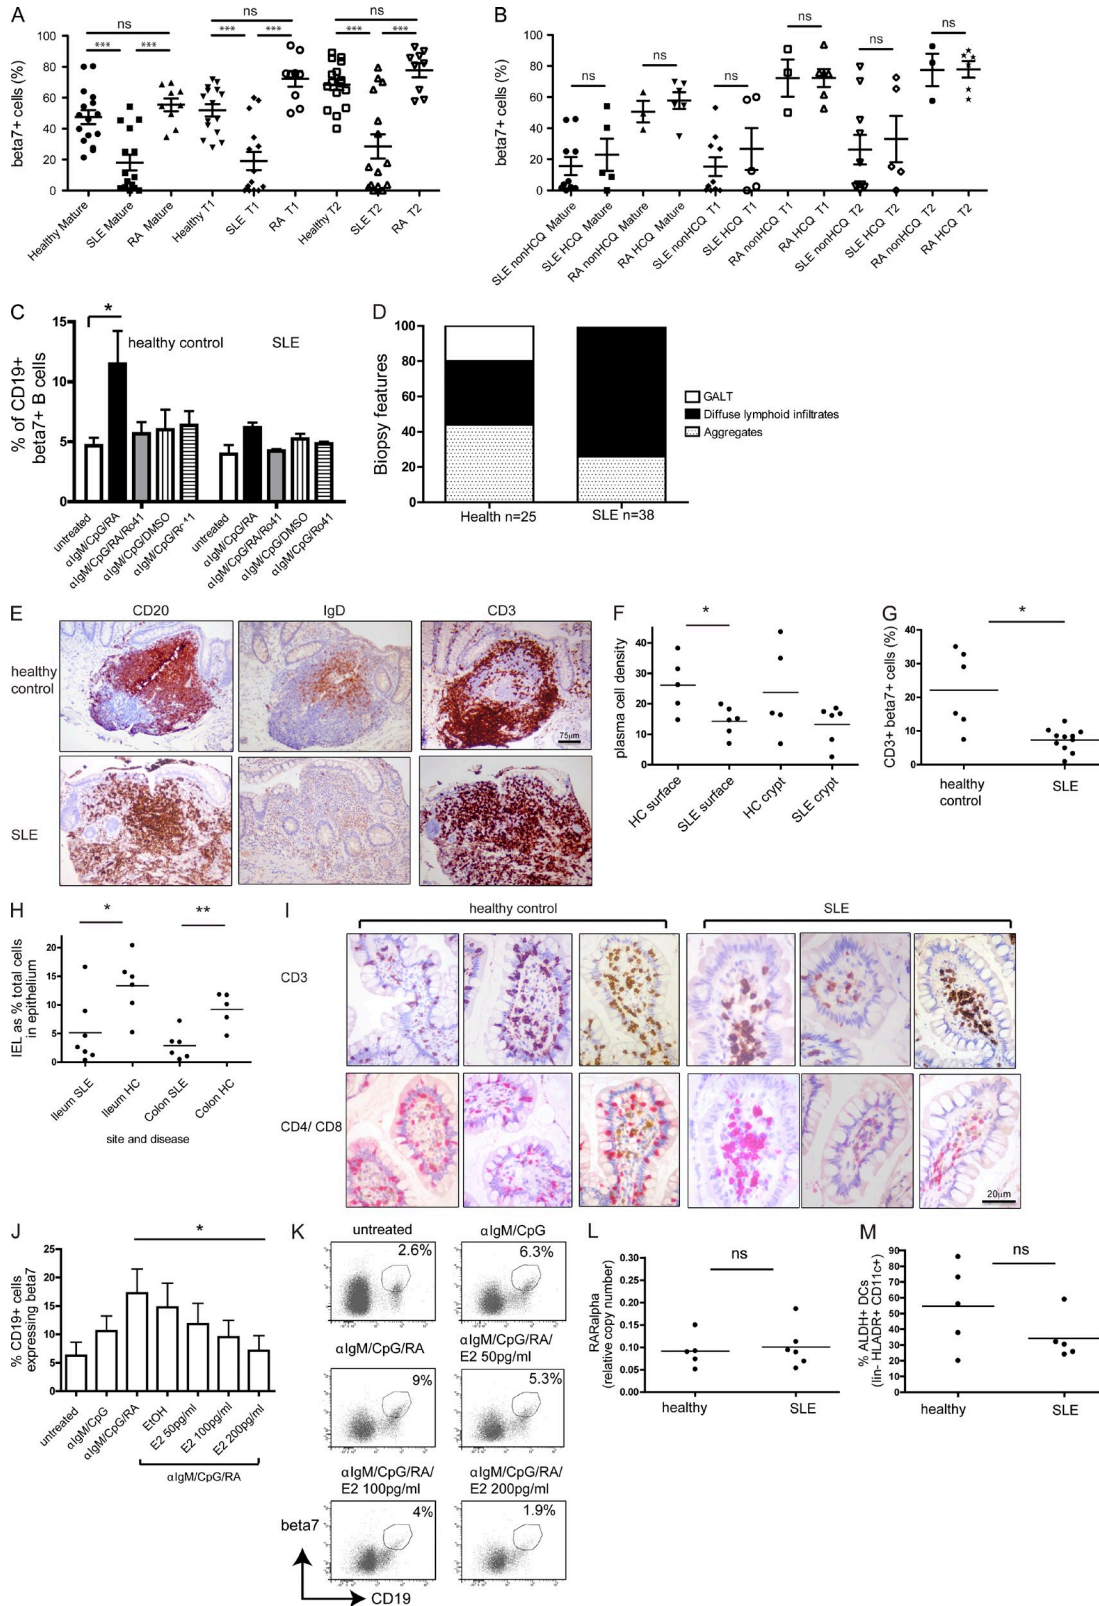 A
ns
ns
ns
*** *** *** *** *** ***
beta7+ cells (%)
100
80
60
40
20
0
Healthy Mature
SLE Mature
RA Mature
Healthy T1
SLE T1
RA T1
Healthy T2
SLE T2
RA T2
B
ns
ns
ns
ns
ns
ns
beta7+ cells (%)
100
80
60
40
20
0
SLE nonHCQ Mature
SLE HCQ Mature
RA nonHCQ Mature
RA HCQ Mature
SLE nonHCQ T1
SLE HCQ T1
RA nonHCQ T1
RA HCQ T1
SLE nonHCQ T2
SLE HCQ T2
RA nonHCQ T2
RA HCQ T2
C
*
healthy control
SLE
% of CD19+
beta7+ B cells
15
10
5
0
untreated
αIgM/CpG/RA
αIgM/CpG/RA/Ro41
αIgM/CpG/DMSO
untreated
αIgM/CpG/RA
αIgM/CpG/RA/Ro41
αIgM/CpG/DMSO
αIgM/CpG/Ro41
D
Biopsy features
100
80
60
40
20
0
Health n=25
SLE n=38
GALT
Diffuse lymphoid infiltrates
Aggregates
E
CD20
IgD
CD3
healthy
control
75μm
SLE
F
*
plasma cell density
40
30
20
10
0
HC surface
SLE surface
HC crypt
SLE crypt
G
*
CD3+ beta7+ cells (%)
40
30
20
10
0
healthy
control
SLE
H
*
**
IEL as % total cells
in epithelium
20
15
10
5
0
Ileum SLE
Ileum HC
Colon SLE
Colon HC
site and disease
I
healthy control
SLE
CD3
CD4/ CD8
20μm
J
*
% CD19+ cells
expressing beta7
25
20
15
10
5
0
untreated
αIgM/CpG
αIgM/CpG/RA
EtOH
E2 50pg/ml
E2 100pg/ml
E2 200pg/ml
αIgM/CpG/RA
K
untreated
αIgM/CpG
2.6%
6.3%
αIgM/CpG/RA
αIgM/CpG/RA/
E2 50pg/ml
9%
5.3%
αIgM/CpG/RA/
E2 100pg/ml
αIgM/CpG/RA/
E2 200pg/ml
4%
1.9%
beta7
CD19
L
ns
RARalpha
(relative copy number)
0.30
0.25
0.20
0.15
0.10
0.05
0.00
healthy
SLE
M
ns
% ALDH+ DCs
(lin- HLADR+ CD11c+)
90
80
70
60
50
40
30
20
10
0
healthy
SLE